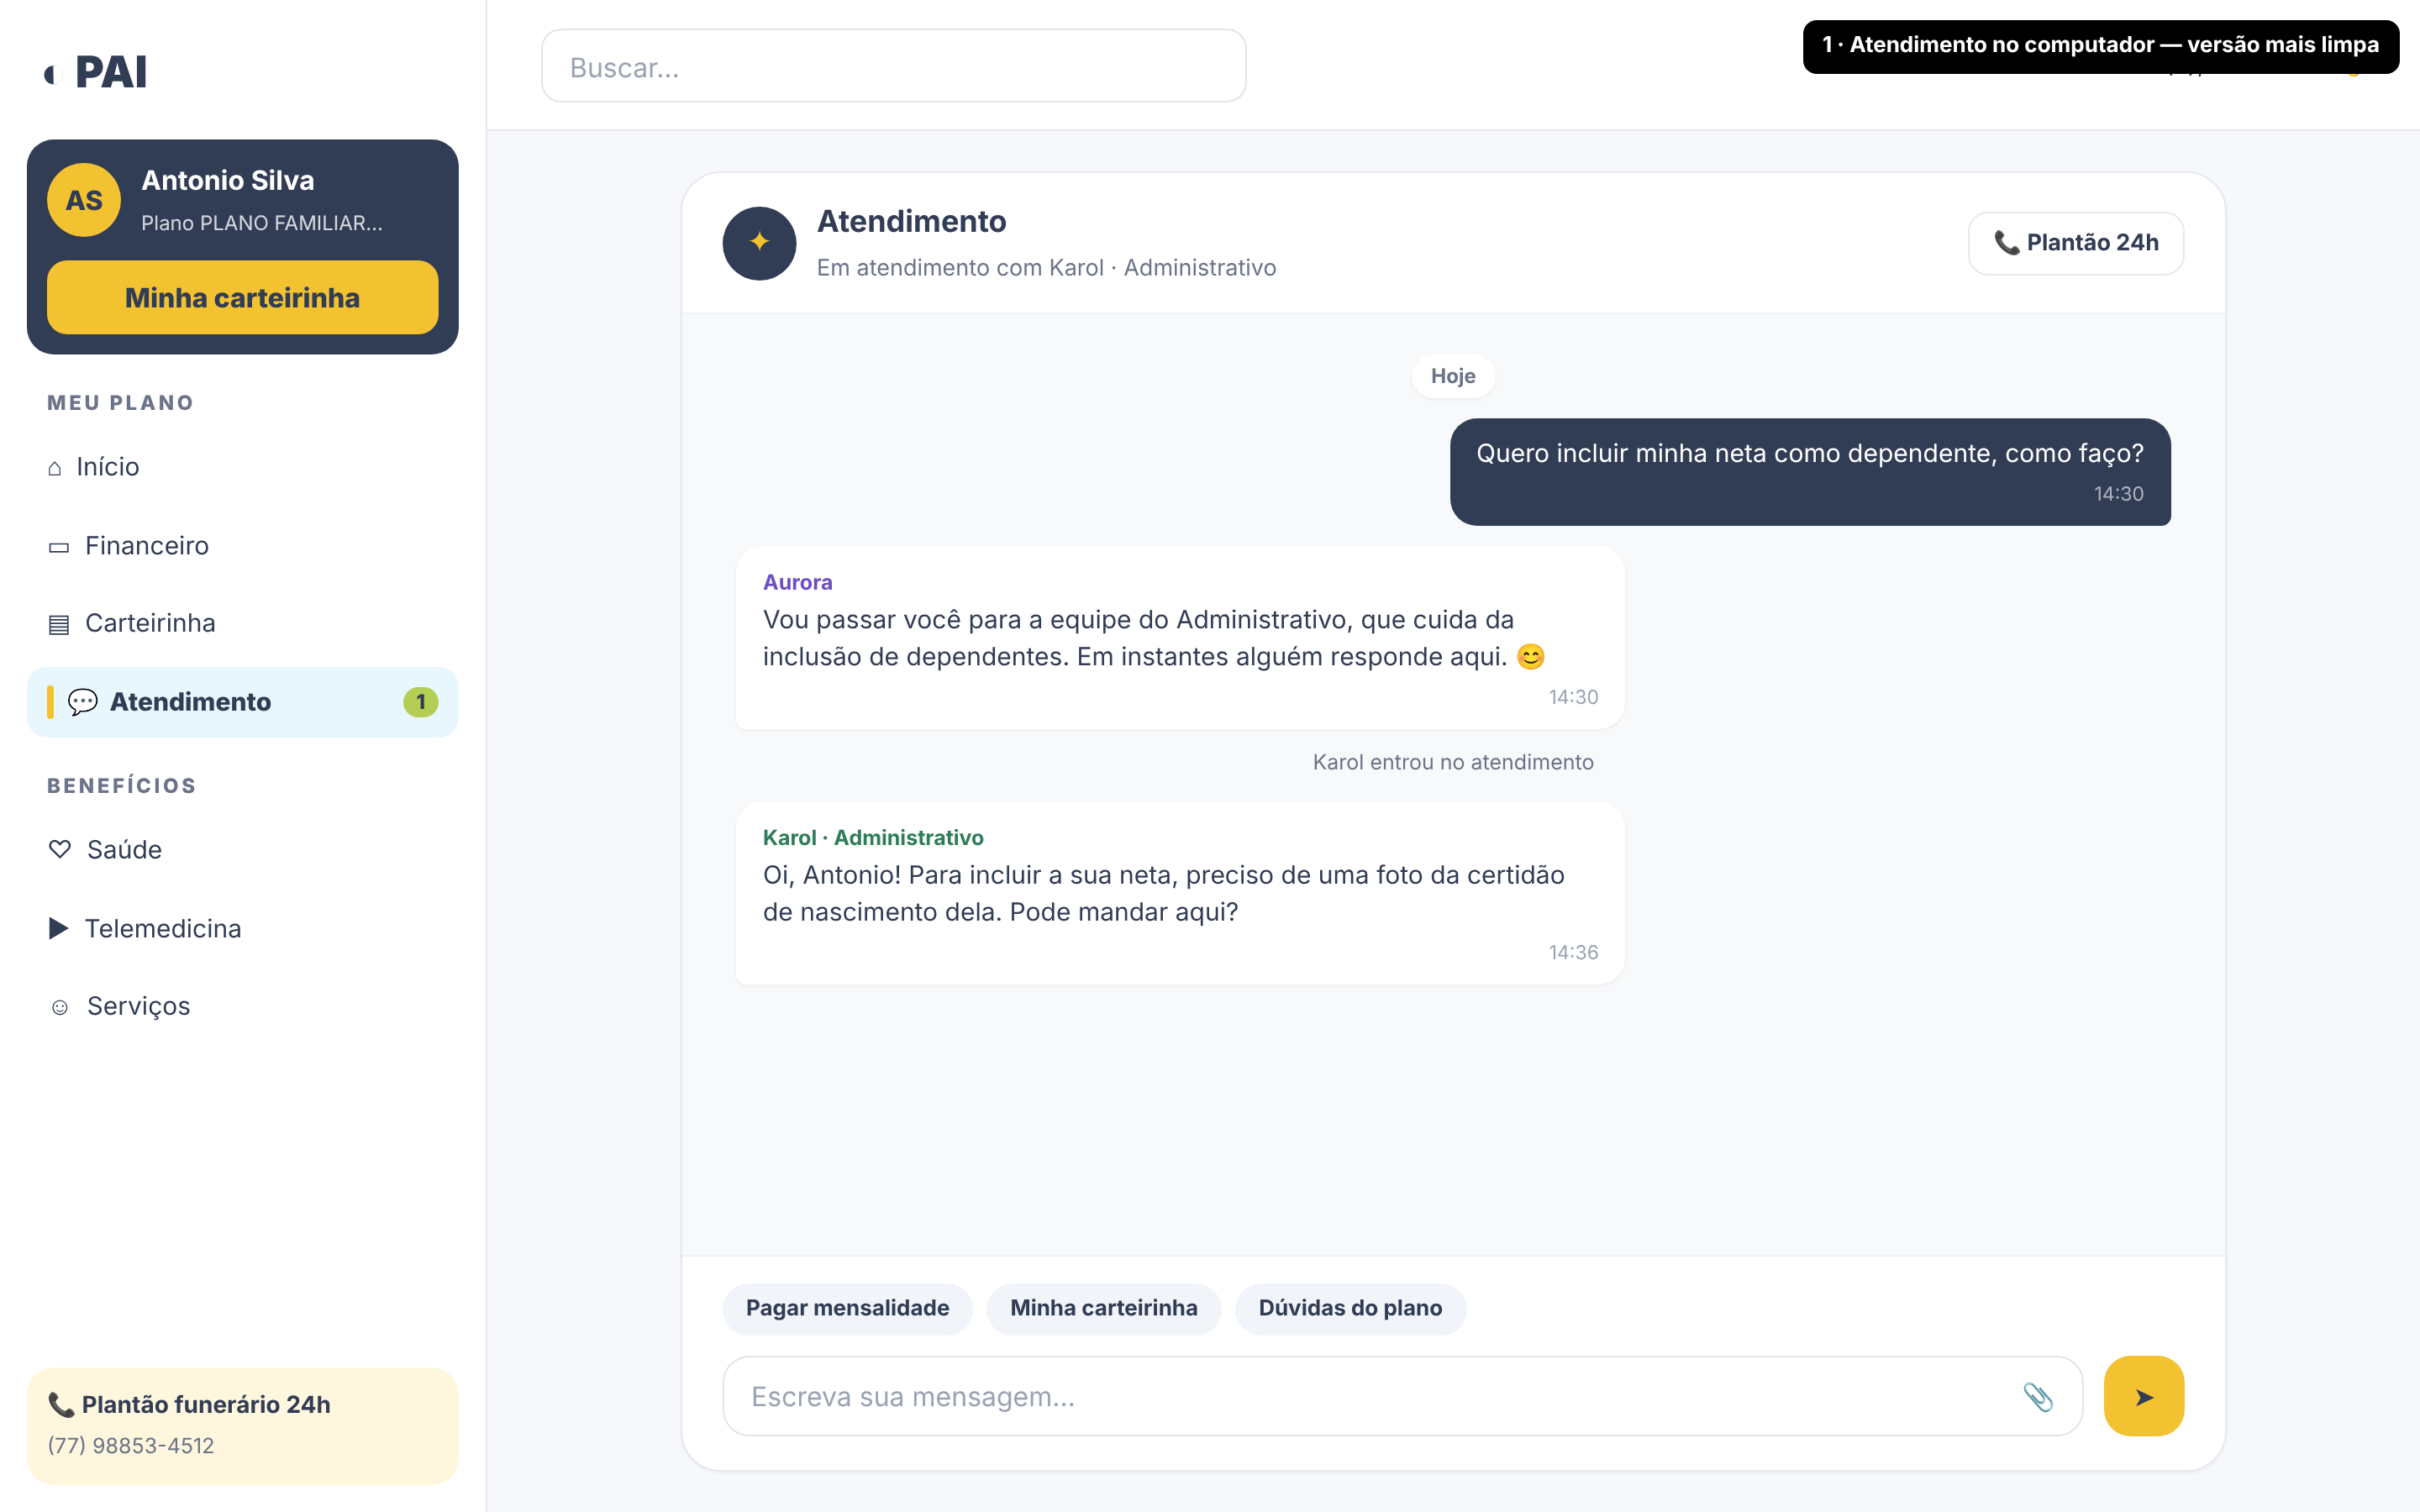 PAI
AS
Antonio Silva
Plano PLANO FAMILIAR...
Minha carteirinha
MEU PLANO
Início
Financeiro
Carteirinha
Atendimento
1
BENEFÍCIOS
Saúde
Telemedicina
Serviços
Plantão funerário 24h
(77) 98853-4512
Buscar...
1 · Atendimento no computador — versão mais limpa
Atendimento
Em atendimento com Karol · Administrativo
Plantão 24h
Hoje
Quero incluir minha neta como dependente, como faço?
14:30
Aurora
Vou passar você para a equipe do Administrativo, que cuida da
inclusão de dependentes. Em instantes alguém responde aqui. 😊
14:30
Karol entrou no atendimento
Karol · Administrativo
Oi, Antonio! Para incluir a sua neta, preciso de uma foto da certidão
de nascimento dela. Pode mandar aqui?
14:36
Pagar mensalidade
Minha carteirinha
Dúvidas do plano
Escreva sua mensagem...